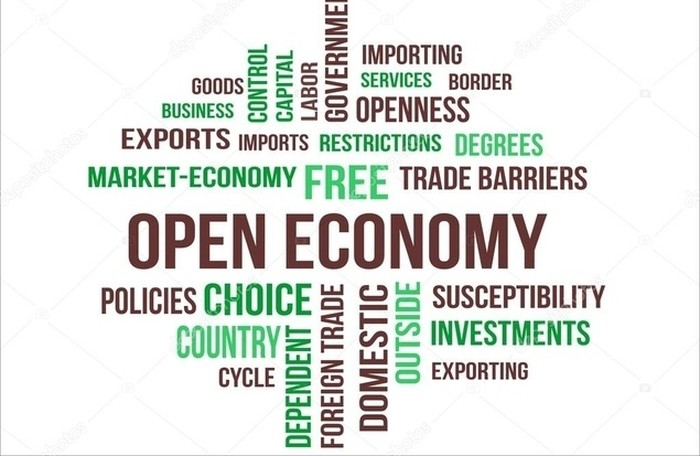 GOVERNME
IMPORTING
CONTROL
CAPITAL
LABOR
GOODS
SERVICES
BORDER
BUSINESS
OPENNESS
EXPORTS
IMPORTS
RESTRICTIONS
DEGREES
MARKET-ECONOMY
FREE
TRADE BARRIERS
OPEN ECONOMY
POLICIES
CHOICE
SUSCEPTIBILITY
COUNTRY
DEPENDENT
FOREIGN TRADE
DOMESTIC
OUTSIDE
INVESTMENTS
CYCLE
EXPORTING